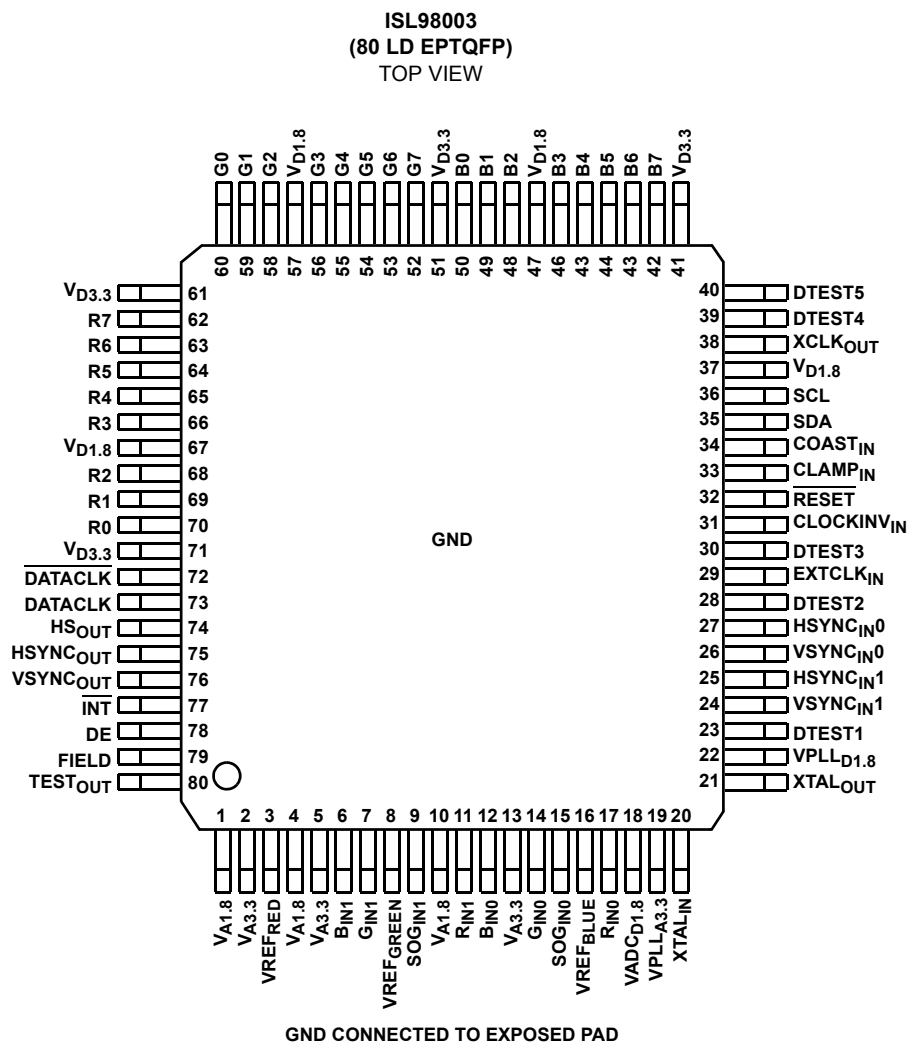 ISL98003
(80 LD EPTQFP)
TOP VIEW
G0 G1 G2 VD1.8 G3 G4 G5 G6 G7 VD3.3 B0 B1 B2 VD1.8 B3 B4 B5 B6 B7 VD3.3
60 59 58 57 56 55 54 53 52 51 50 49 48 47 46 43 44 43 42 41
VD3.3 61 40 DTEST5
R7 62 39 DTEST4
R6 63 38 XCLKOUT
R5 64 37 VD1.8
R4 65 36 SCL
R3 66 35 SDA
VD1.8 67 34 COASTIN
R2 68 33 CLAMPIN
R1 69 32 RESET
R0 70 31 CLOCKINVIN
GND
VD3.3 71 30 DTEST3
DATACLK 72 29 EXTCLKIN
DATACLK 73 28 DTEST2
HSOUT 74 27 HSYNCIN0
HSYNCOUT 75 26 VSYNCIN0
VSYNCOUT 76 25 HSYNCIN1
INT 77 24 VSYNCIN1
DE 78 23 DTEST1
FIELD 79 22 VPLLD1.8
TESTOUT 80 21 XTALOUT
1 2 3 4 5 6 7 8 9 10 11 12 13 14 15 16 17 18 19 20
VA1.8 VA3.3 VREFRED VA1.8 VA3.3 BIN1 GIN1 VREFGREEN SOGIN1 VA1.8 RIN1 BIN0 VA3.3 GIN0 SOGIN0 VREFBLUE RIN0 VADCD1.8 VPLLA3.3 XTALIN
GND CONNECTED TO EXPOSED PAD